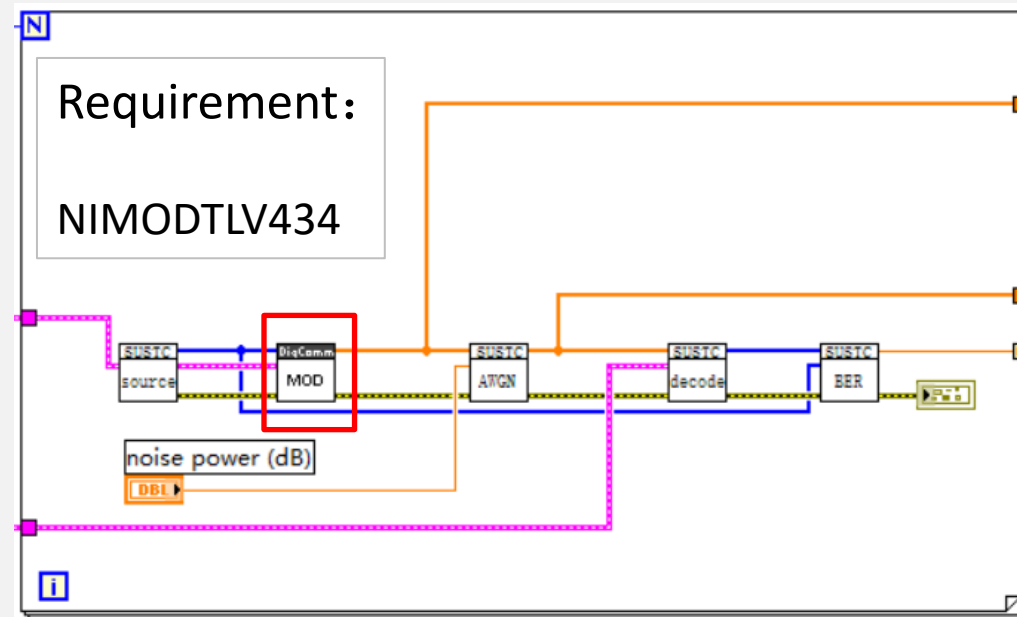 N
Requirement：
NIMODTLV434
SUSTC
source
DigComm
MOD
SUSTC
AWGN
SUSTC
decode
SUSTC
BER
noise power (dB)
DBL
i